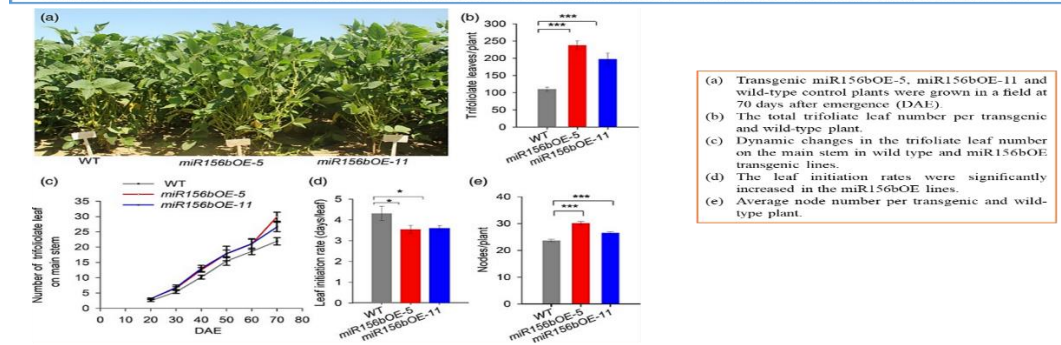 (a)
WT
miR156bOE-5
miR156bOE-11
(b)
Trifoliolate leaves/plant
300
250
200
150
100
50
0
***
***
WT
miR156bOE-5
miR156bOE-11
(c)
WT
miR156bOE-5
miR156bOE-11
Number of trifoliate leaf
on main stem
35
30
25
20
15
10
5
0
0 10 20 30 40 50 60 70 80
DAE
(d)
Leaf initiation rate (days/leaf)
5
4
3
2
1
0
*
*
WT
miR156bOE-5
miR156bOE-11
(e)
Nodes/plant
40
30
20
10
0
***
***
WT
miR156bOE-5
miR156bOE-11
(a) Transgenic miR156bOE-5, miR156bOE-11 and
wild-type control plants were grown in a field at
70 days after emergence (DAE).
(b) The total trifoliate leaf number per transgenic
and wild-type plant.
(c) Dynamic changes in the trifoliate leaf number
on the main stem in wild type and miR156bOE
transgenic lines.
(d) The leaf initiation rates were significantly
increased in the miR156bOE lines.
(e) Average node number per transgenic and wild-
type plant.